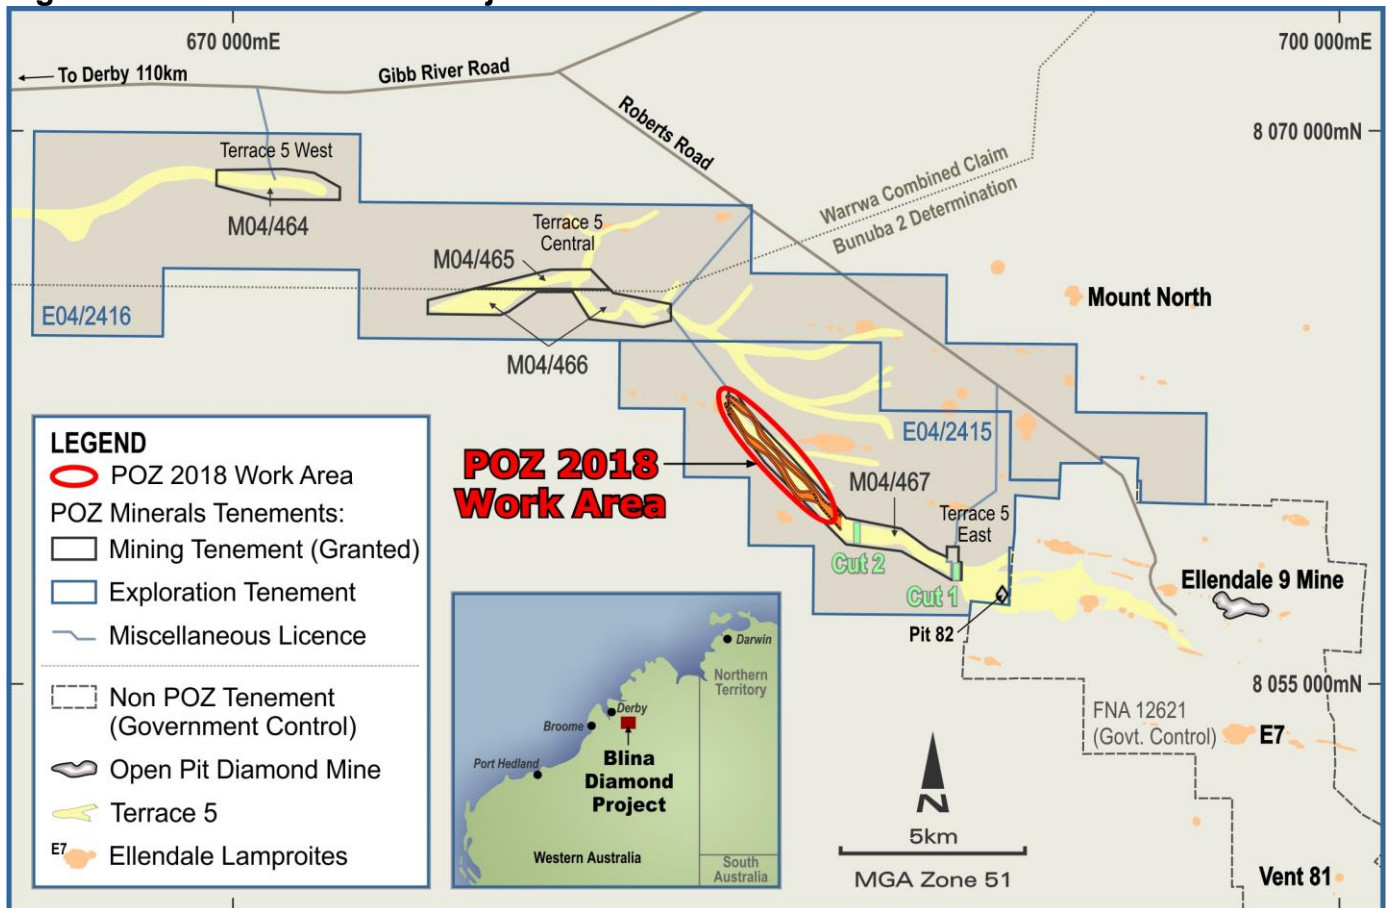 670 000mE
700 000mE
To Derby 110km
Gibb River Road
Roberts Road
8 070 000mN
Terrace 5 West
M04/464
Warrwa Combined Claim
Bunuba 2 Determination
Terrace 5
Central
M04/465
E04/2416
M04/466
Mount North
E04/2415
POZ 2018
Work Area
M04/467
Terrace 5
East
Cut 2
Cut 1
Pit 82
Ellendale 9 Mine
8 055 000mN
FNA 12621
(Govt. Control)
E7
Vent 81
LEGEND
POZ 2018 Work Area
POZ Minerals Tenements:
Mining Tenement (Granted)
Exploration Tenement
Miscellaneous Licence
Non POZ Tenement
(Government Control)
Open Pit Diamond Mine
Terrace 5
E7
Ellendale Lamproites
Darwin
Northern
Territory
Derby
Broome
Port Hedland
Blina
Diamond
Project
Western Australia
South
Australia
N
5km
MGA Zone 51